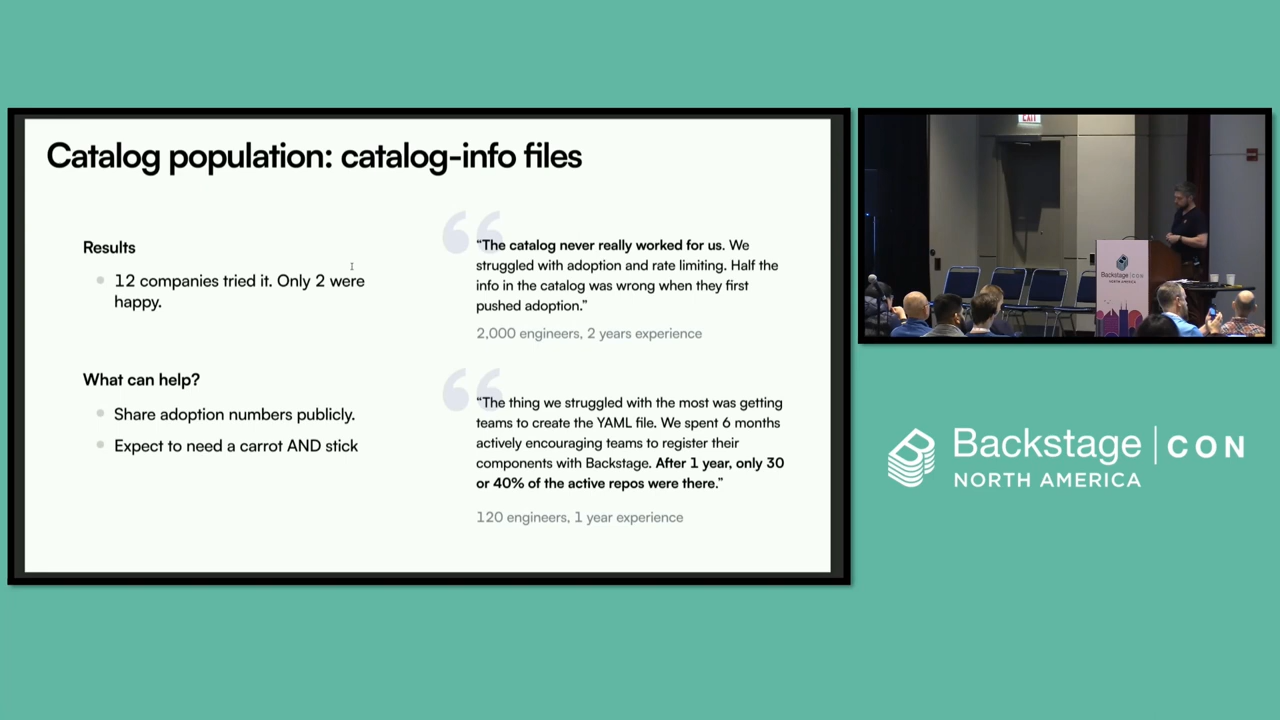 Catalog population: catalog-info files
Results
12 companies tried it. Only 2 were
happy.
What can help?
Share adoption numbers publicly.
Expect to need a carrot AND stick
“The catalog never really worked for us. We
struggled with adoption and rate limiting. Half the
info in the catalog was wrong when they first
pushed adoption.”
2,000 engineers, 2 years experience
“The thing we struggled with the most was getting
teams to create the YAML file. We spent 6 months
actively encouraging teams to register their
components with Backstage. After 1 year, only 30
or 40% of the active repos were there.”
120 engineers, 1 year experience
EXIT
Backstage CON
NORTH AMERICA
Backstage | CON
NORTH AMERICA